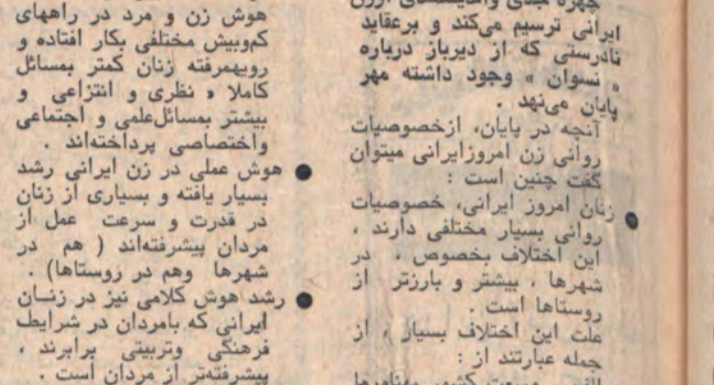 چهره جدی واندیشمندی اززن
ایرانی ترسیم می‌کند و برعقاید
نادرستی که از دیرباز درباره
« نسوان » وجود داشته مهر
پایان می‌نهد .
آنچه در پایان، ازخصوصیات
روانی زن امروزایرانی میتوان
گفت چنین است :
● زنان امروز ایرانی، خصوصیات
روانی بسیار مختلفی دارند ،
این اختلاف بخصوص ، در
شهرها ، بیشتر و بارزتر از
روستاها است .
علت این اختلاف بسیار ، از
جمله عبارتند از :
وسعت کشور
هوش زن و مرد در راههای
کم‌وبیش مختلفی بکار افتاده و
رویهمرفته زنان کمتر بمسائل
کاملا « نظری و انتزاعی و
بیشتر بمسائل‌علمی و اجتماعی
واختصاصی پرداخته‌اند .
● هوش عملی در زن ایرانی رشد
بسیار یافته و بسیاری از زنان
در قدرت و سرعت عمل از
مردان پیشرفته‌اند ( هم در
شهرها وهم در روستاها) .
● رشد هوش کلامی نیز در زنان
ایرانی که بامردان در شرایط
فرهنگی وتربیتی برابرند ،
پیشرفته‌تر از مردان است .